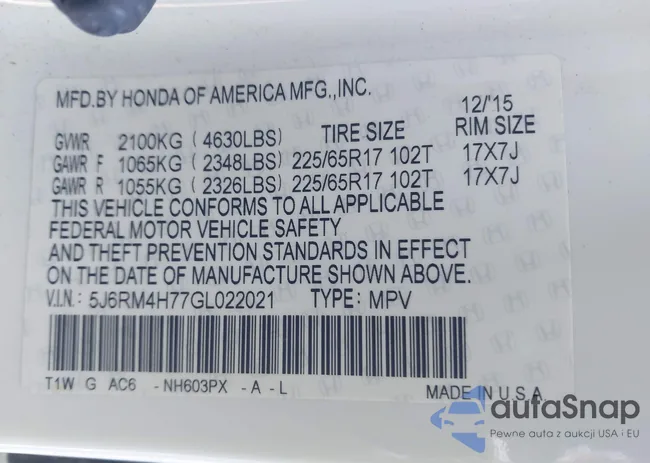 MFD.BY HONDA OF AMERICA MFG.,INC. 12/'15
GVWR 2100KG (4630LBS) TIRE SIZE RIM SIZE
GAWR F 1065KG (2348LBS) 225/65R17 102T 17X7J
GAWR R 1055KG (2326LBS) 225/65R17 102T 17X7J
THIS VEHICLE CONFORMS TO ALL APPLICABLE
FEDERAL MOTOR VEHICLE SAFETY
AND THEFT PREVENTION STANDARDS IN EFFECT
ON THE DATE OF MANUFACTURE SHOWN ABOVE.
V.I.N.: 5J6RM4H77GL022021 TYPE: MPV
T1W G AC6 -NH603PX -A -L MADE IN U.S.A.
autaSnap
Pewne auta z aukcji USA i EU